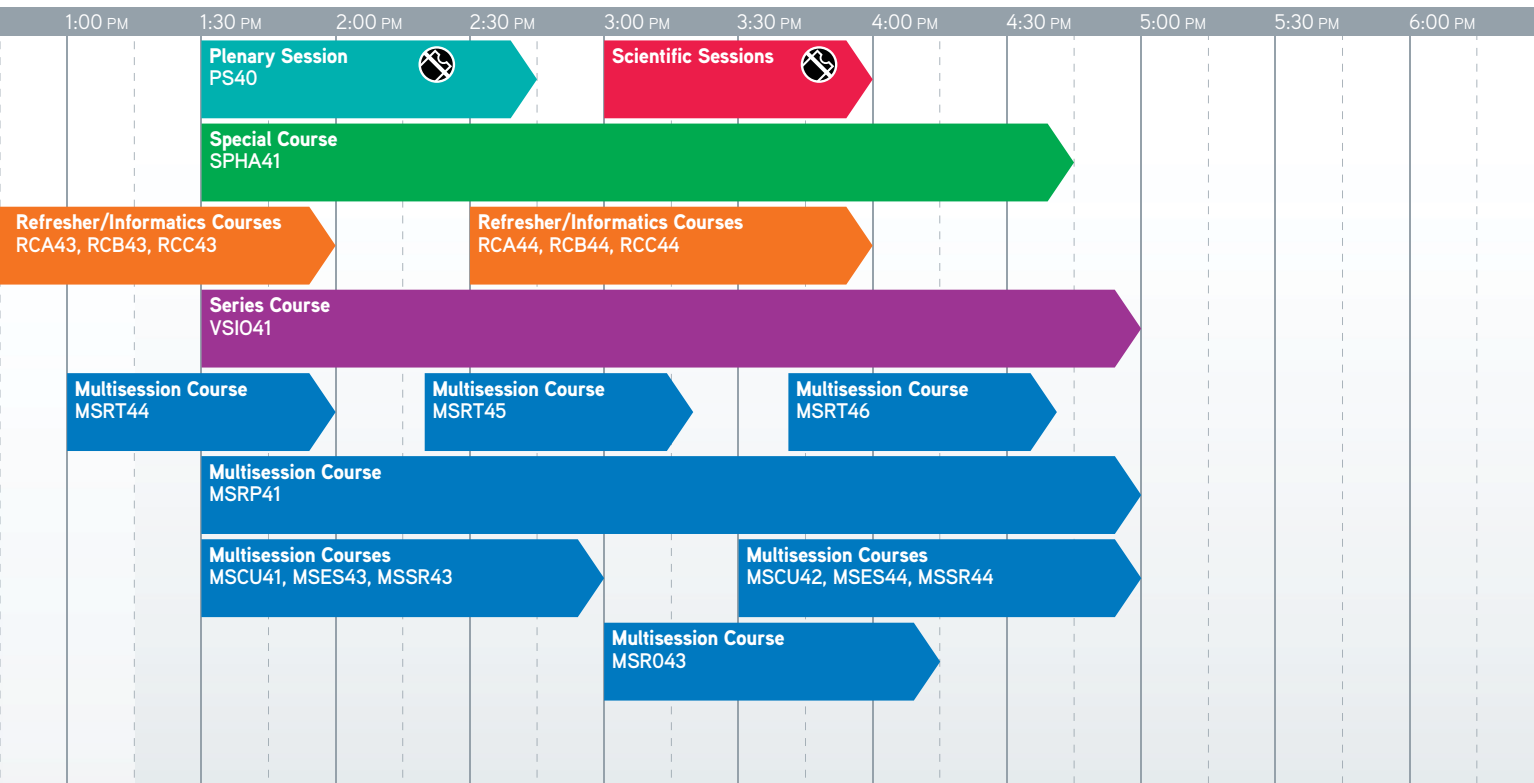 1:00 PM 1:30 PM 2:00 PM 2:30 PM 3:00 PM 3:30 PM 4:00 PM 4:30 PM 5:00 PM 5:30 PM 6:00 PM
Plenary Session
PS40
Scientific Sessions
Special Course
SPHA41
Refresher/Informatics Courses
RCA43, RCB43, RCC43
Refresher/Informatics Courses
RCA44, RCB44, RCC44
Series Course
VSIO41
Multisession Course
MSRT44
Multisession Course
MSRT45
Multisession Course
MSRT46
Multisession Course
MSRP41
Multisession Courses
MSCU41, MSES43, MSSR43
Multisession Courses
MSCU42, MSES44, MSSR44
Multisession Course
MSRO43